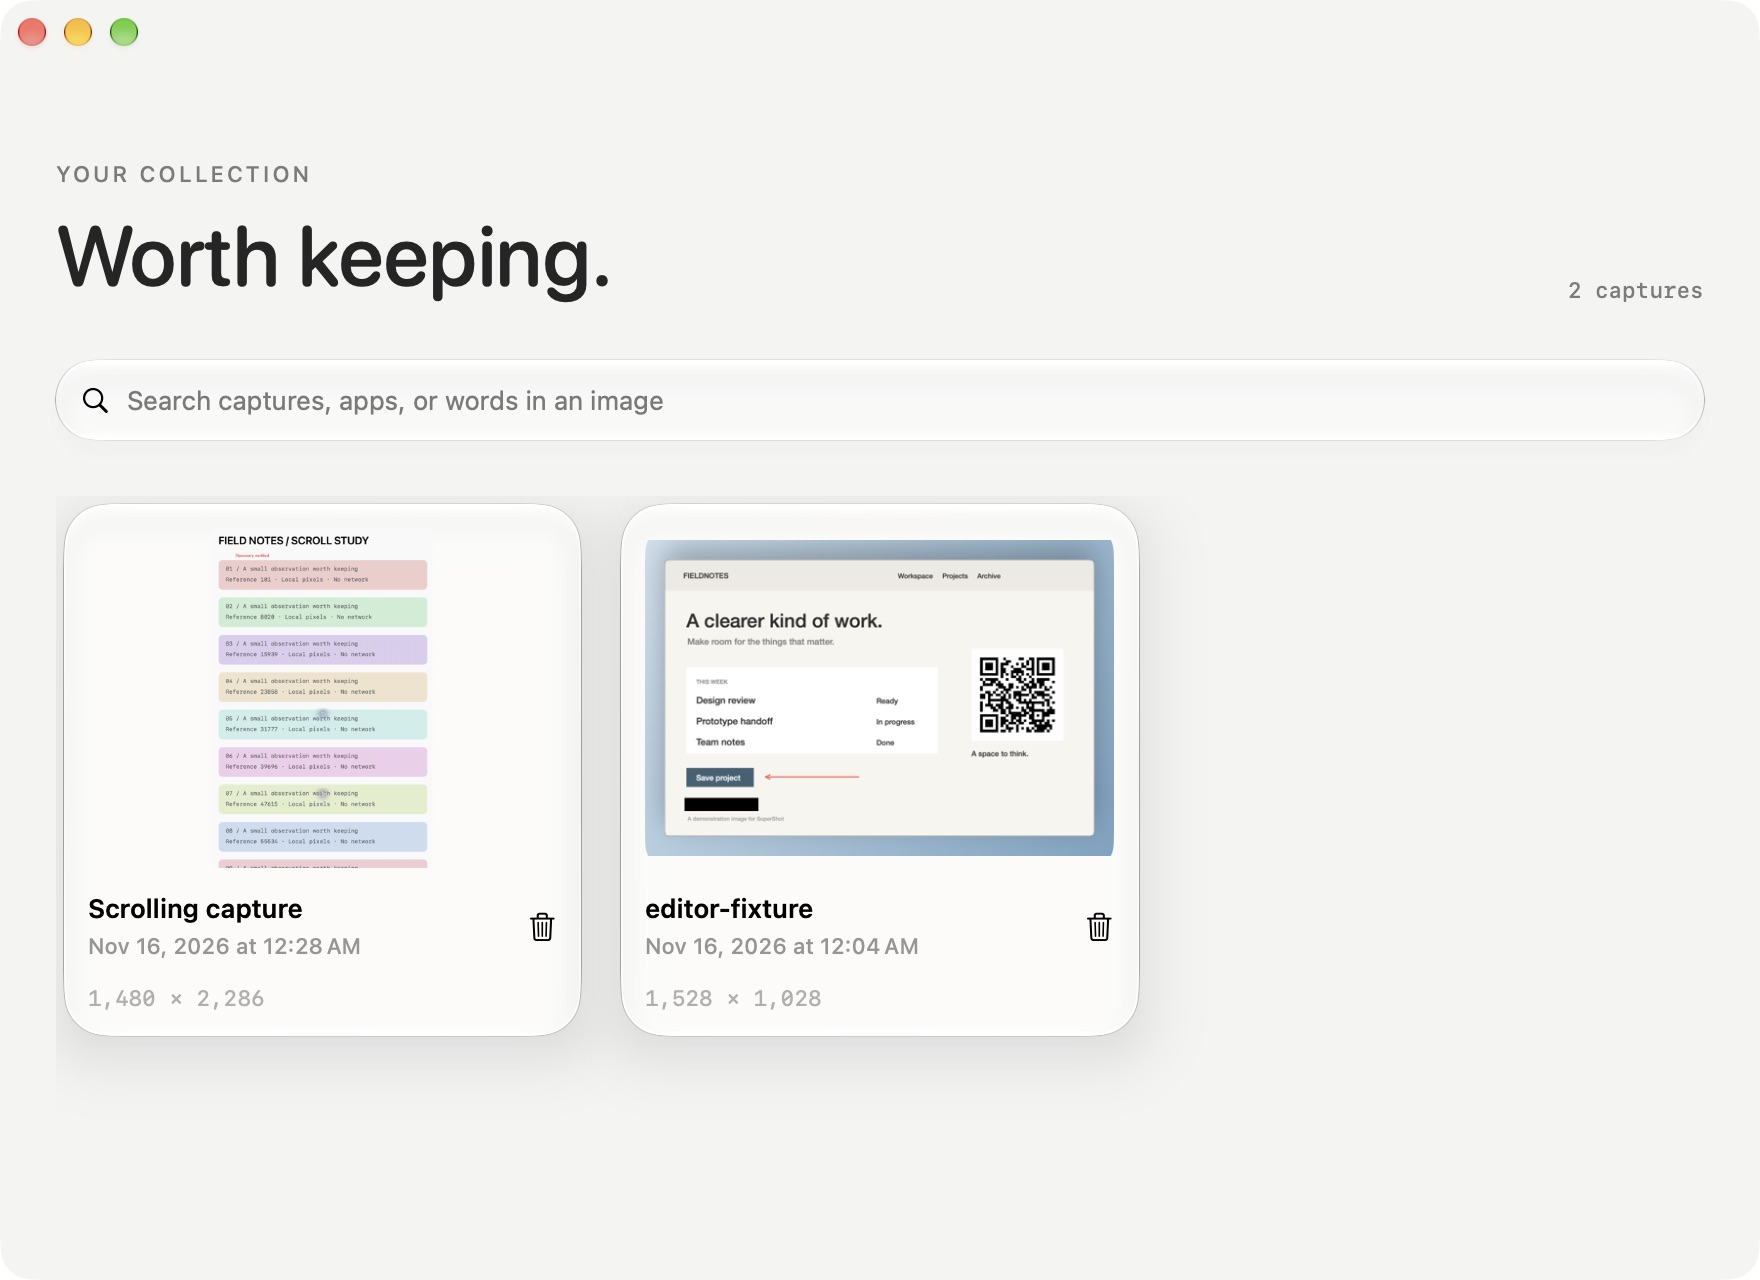 YOUR COLLECTION
Worth keeping.
2 captures
Search captures, apps, or words in an image
FIELD NOTES / SCROLL STUDY
Recovery method
01 / A small observation worth keeping
Reference 101 · Local pixels · No network
02 / A small observation worth keeping
Reference 8020 · Local pixels · No network
03 / A small observation worth keeping
Reference 15939 · Local pixels · No network
04 / A small observation worth keeping
Reference 23858 · Local pixels · No network
05 / A small observation worth keeping
Reference 31777 · Local pixels · No network
06 / A small observation worth keeping
Reference 39696 · Local pixels · No network
07 / A small observation worth keeping
Reference 47615 · Local pixels · No network
08 / A small observation worth keeping
Reference 55534 · Local pixels · No network
Scrolling capture
Nov 16, 2026 at 12:28 AM
1,480 × 2,286
FIELDNOTES
Workspace Projects Archive
A clearer kind of work.
Make room for the things that matter.
THIS WEEK
Design review Ready
Prototype handoff In progress
Team notes Done
A space to think.
Save project
A demonstration image for SuperShot
editor-fixture
Nov 16, 2026 at 12:04 AM
1,528 × 1,028